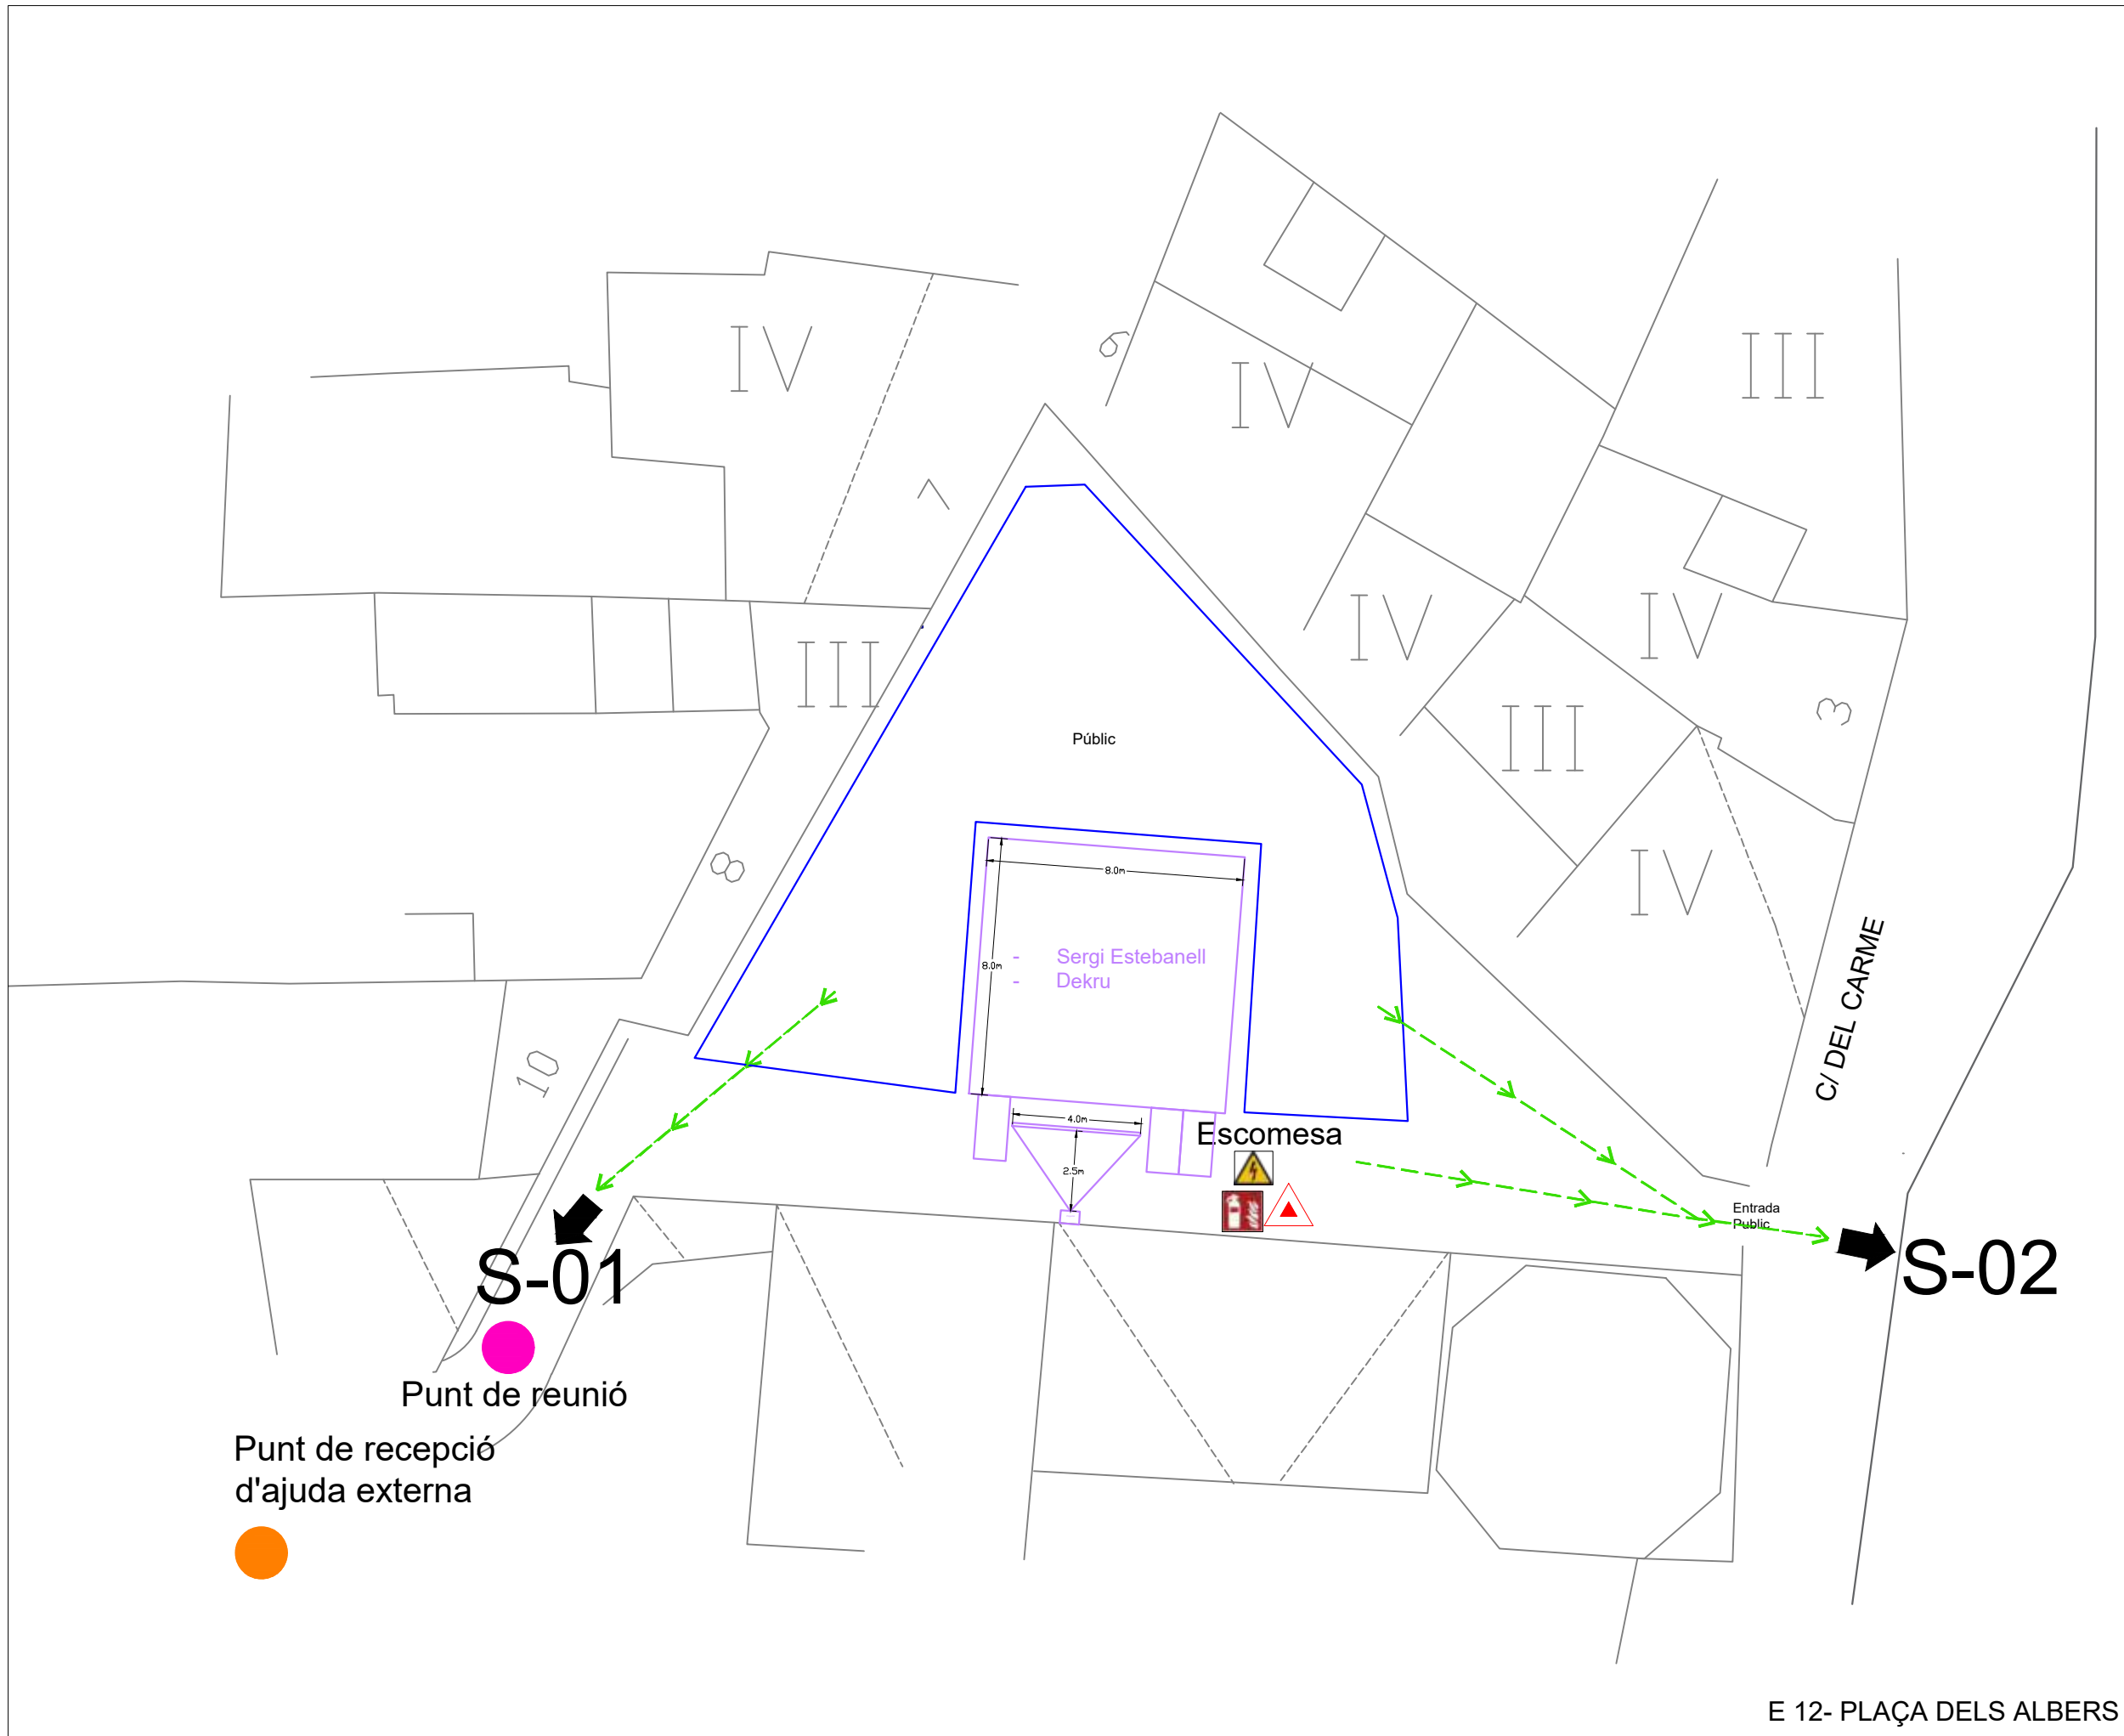 IV
9
IV
III
7
IV
IV
III
3
III
Públic
IV
8
8.0m
C/ DEL CARME
8.0m
- Sergi Estebanell
- Dekru
10
4.0m
Escomesa
2.5m
Entrada
Public
S-01
S-02
Punt de reunió
Punt de recepció
d'ajuda externa
E 12- PLAÇA DELS ALBERS